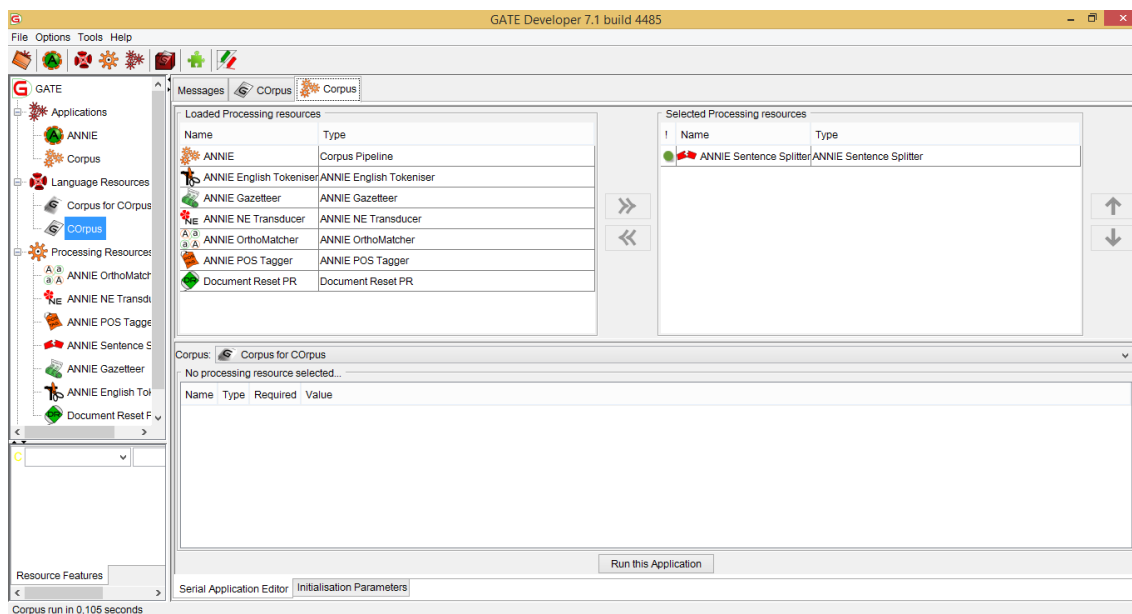 GATE Developer 7.1 build 4485
File Options Tools Help
GATE
Applications
ANNIE
Corpus
Language Resources
Corpus for COrpus
COrpus
Processing Resources
ANNIE OrthoMatch
ANNIE NE Transdu
ANNIE POS Tagge
ANNIE Sentence S
ANNIE Gazetteer
ANNIE English Tok
Document Reset P
C
Resource Features
Messages COrpus Corpus
Loaded Processing resources
Name Type
ANNIE Corpus Pipeline
ANNIE English Tokeniser ANNIE English Tokeniser
ANNIE Gazetteer ANNIE Gazetteer
NE ANNIE NE Transducer ANNIE NE Transducer
ANNIE OrthoMatcher ANNIE OrthoMatcher
ANNIE POS Tagger ANNIE POS Tagger
Document Reset PR Document Reset PR
Selected Processing resources
! Name Type
ANNIE Sentence Splitter ANNIE Sentence Splitter
Corpus: Corpus for COrpus
No processing resource selected...
Name Type Required Value
Run this Application
Serial Application Editor Initialisation Parameters
Corpus run in 0.105 seconds